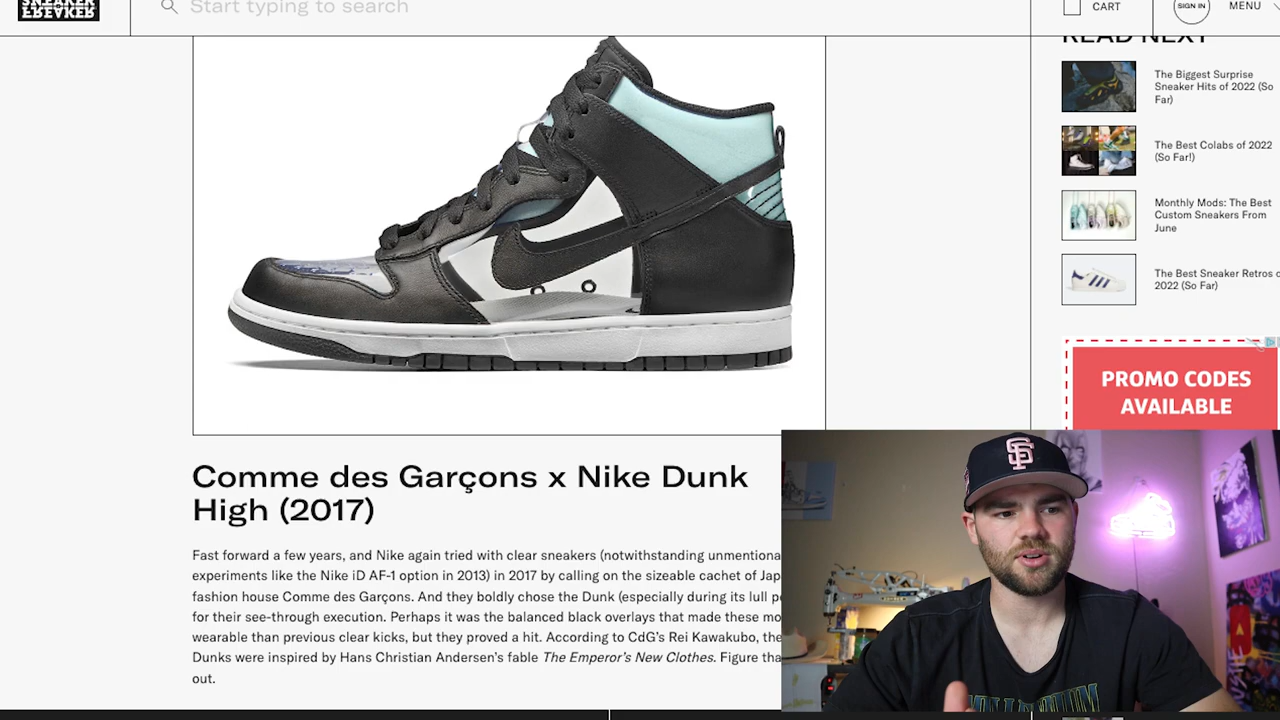 SNEAKER
FREAKER
Start typing to search
CART
SIGN IN
MENU
READ NEXT
The Biggest Surprise
Sneaker Hits of 2022 (So
Far)
The Best Colabs of 2022
(So Far!)
Monthly Mods: The Best
Custom Sneakers From
June
The Best Sneaker Retros
2022 (So Far)
PROMO CODES
AVAILABLE
Comme des Garçons x Nike Dunk
High (2017)
Fast forward a few years, and Nike again tried with clear sneakers (notwithstanding
experiments like the Nike iD AF-1 option in 2013) in 2017 by calling on the sizeable cachet of
fashion house Comme des Garçons. And they boldly chose the Dunk (especially during its lull
for their see-through execution. Perhaps it was the balanced black overlays that made these
wearable than previous clear kicks, but they proved a hit. According to CdG's Rei Kawakubo, the
Dunks were inspired by Hans Christian Andersen's fable The Emperor's New Clothes. Figure
out.
SF